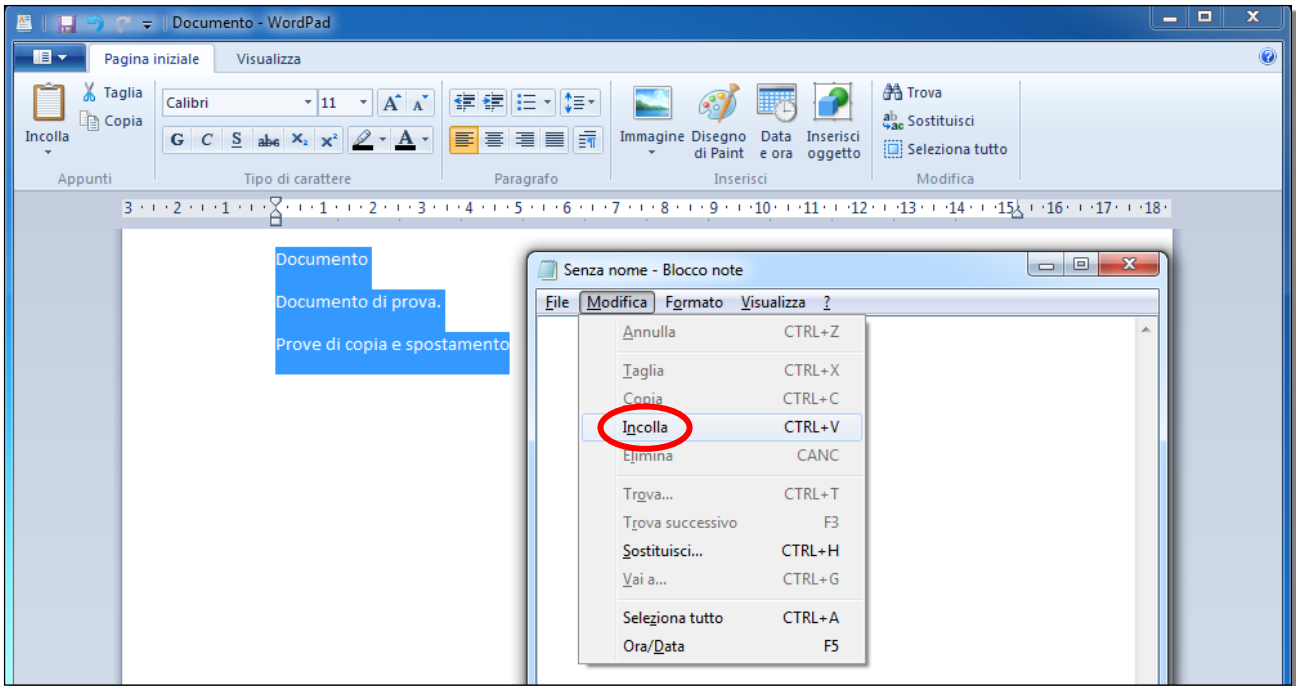 Documento - WordPad
Pagina iniziale Visualizza
Incolla
Taglia
Copia
Appunti
Calibri 11 A A
G C S abc X₂ x² A
Tipo di carattere
Paragrafo
Immagine Disegno di Paint Data e ora Inserisci oggetto
Inserisci
Trova
Sostituisci
Seleziona tutto
Modifica
3 2 1 1 2 3 4 5 6 7 8 9 10 11 12 13 14 15 16 17 18
Documento
Documento di prova.
Prove di copia e spostamento
Senza nome - Blocco note
File Modifica Formato Visualizza ?
Annulla CTRL+Z
Taglia CTRL+X
Copia CTRL+C
Incolla CTRL+V
Elimina CANC
Trova... CTRL+T
Trova successivo F3
Sostituisci... CTRL+H
Vai a... CTRL+G
Seleziona tutto CTRL+A
Ora/Data F5